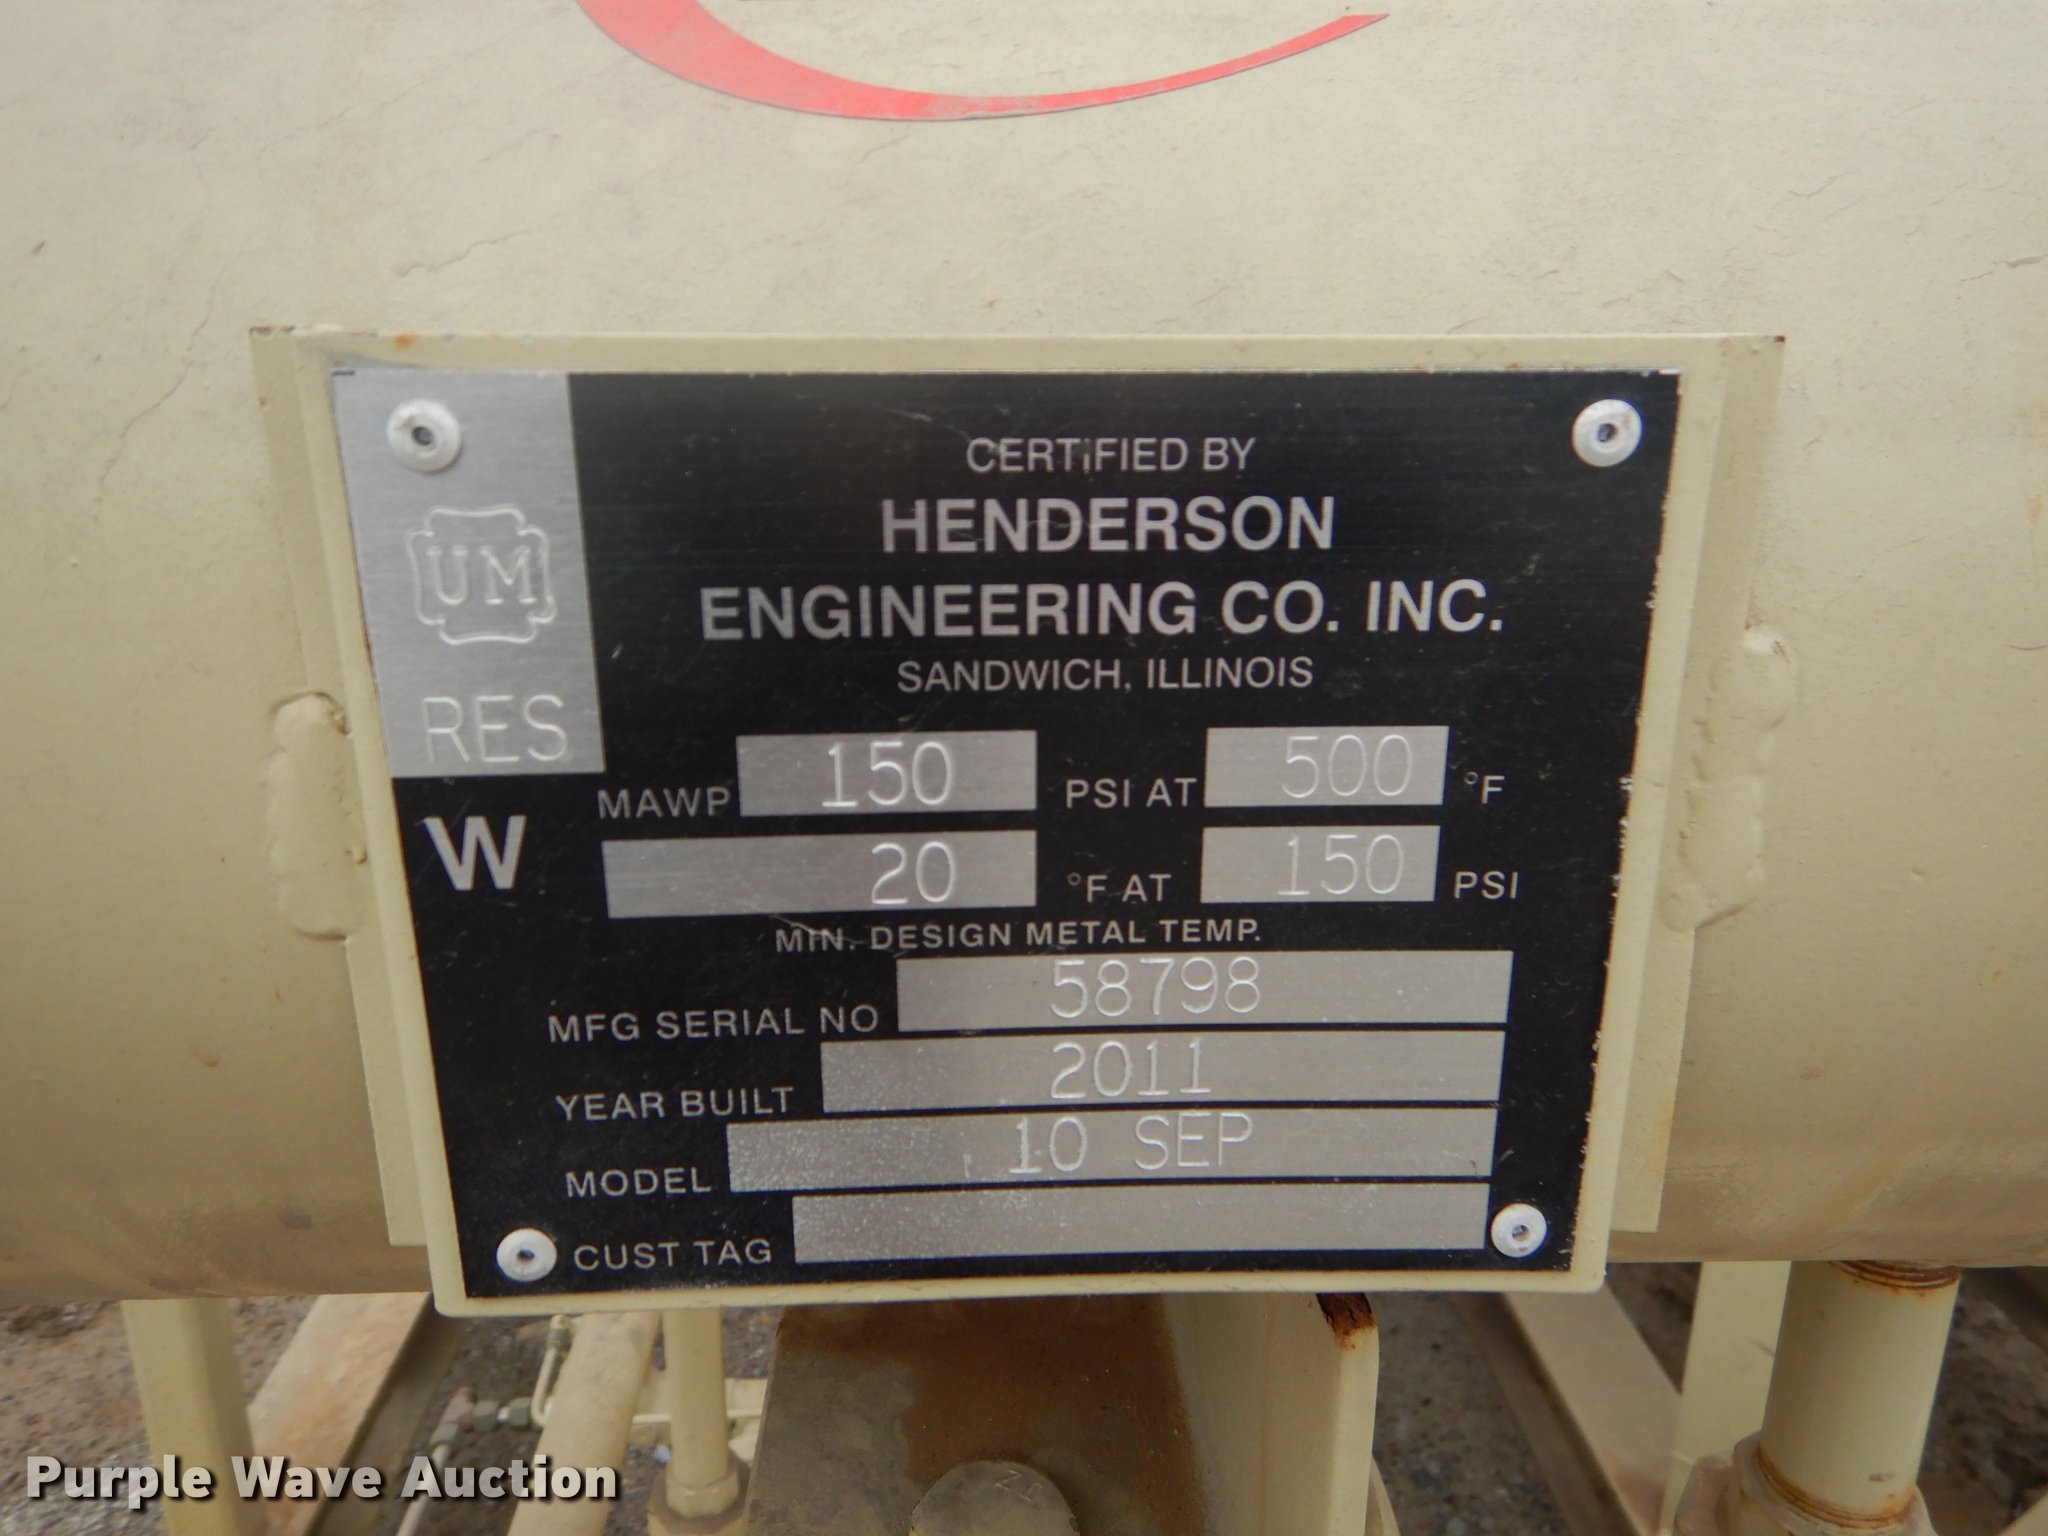 CERTiFIED BY
HENDERSON
ENGINEERING CO. INC.
SANDWICH, ILLINOIS
UM
RES
W
MAWP 150 PSI AT 500 °F
20 °F AT 150 PSI
MIN. DESIGN METAL TEMP.
MFG SERIAL NO 58798
YEAR BUILT 2011
MODEL 10 SEP
CUST TAG
Purple Wave Auction